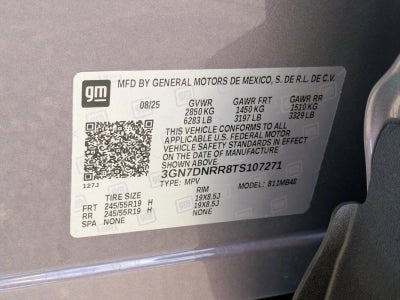 gm
MFD BY GENERAL MOTORS DE MEXICO, S. DE R.L. DE C.V.
08/25 GVWR GAWR FRT GAWR RR
2850 KG 1450 KG 1510 KG
6283 LB 3197 LB 3329 LB
THIS VEHICLE CONFORMS TO ALL
APPLICABLE U.S. FEDERAL MOTOR
VEHICLE SAFETY STANDARDS IN EFFECT
ON THE DATE OF MANUFACTURE
SHOWN ABOVE.
3GN7DNRR8TS107271
127J TYPE: MPV MODEL: 811MB4E
TIRE SIZE RIM
FRT 245/55R19 H 19X8.5J
RR 245/55R19 H 19X8.5J
SPA NONE NONE